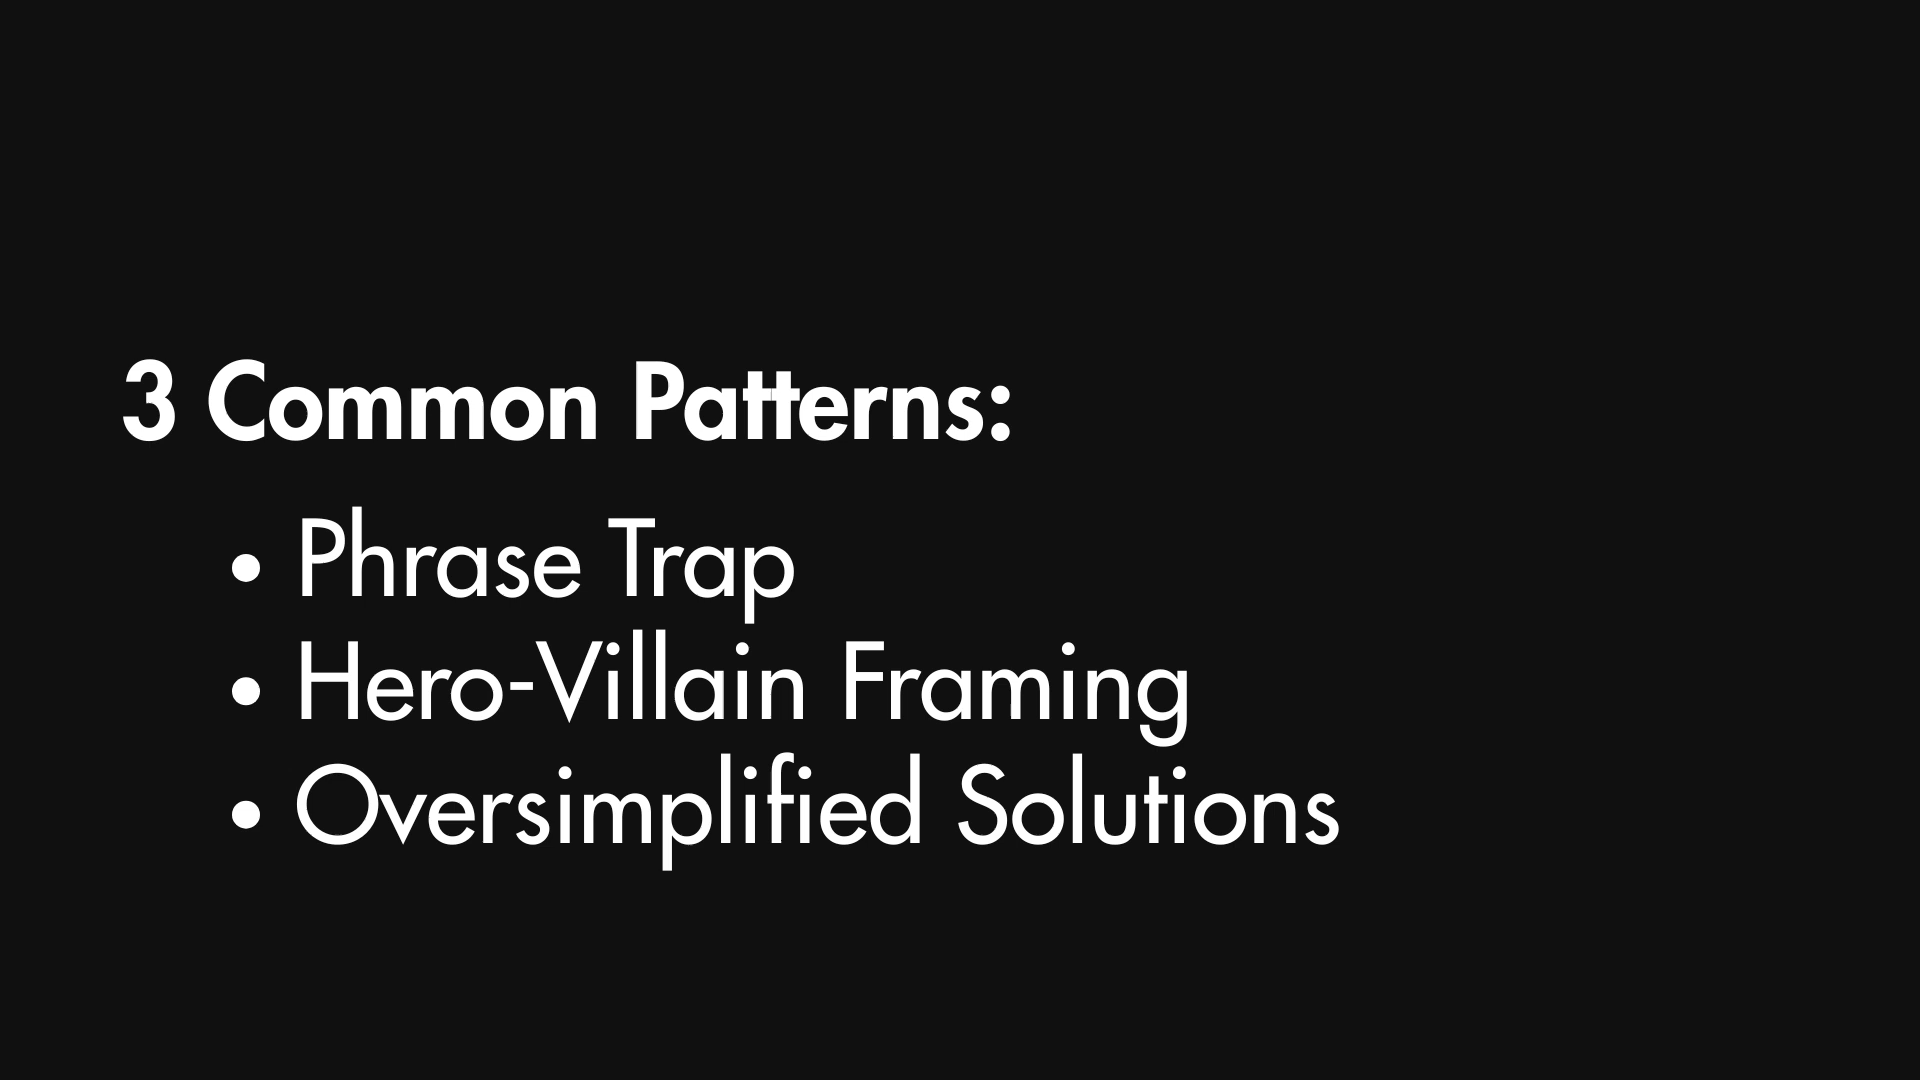 3 Common Patterns:
• Phrase Trap
• Hero-Villain Framing
• Oversimplified Solutions